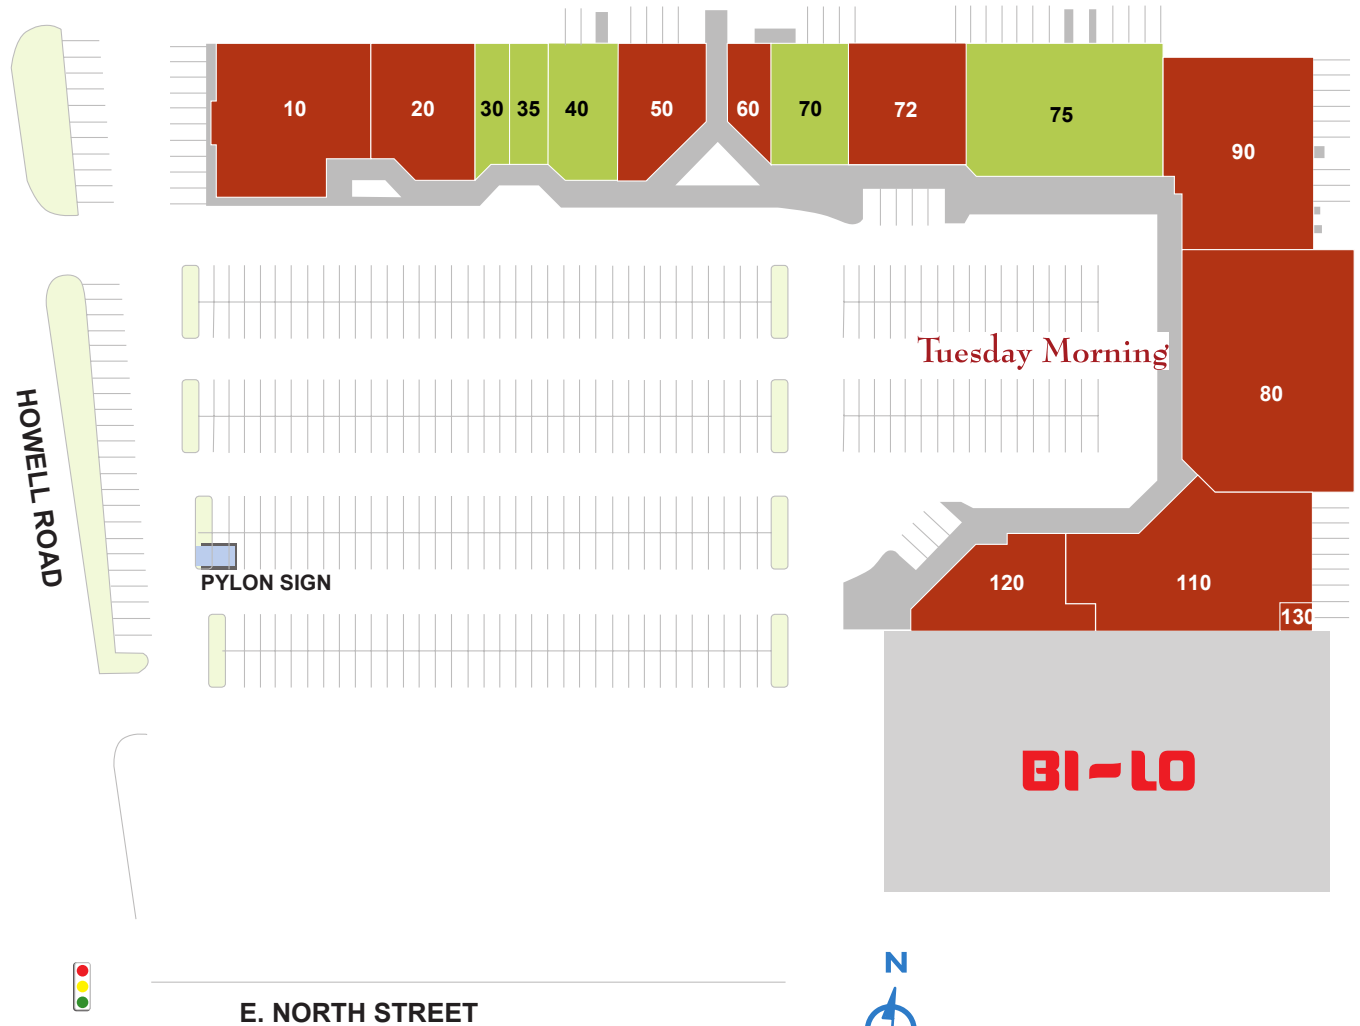 10
20
30
35
40
50
60
70
72
75
90
Tuesday Morning
80
HOWELL ROAD
PYLON SIGN
120
110
130
BI-LO
N
E. NORTH STREET